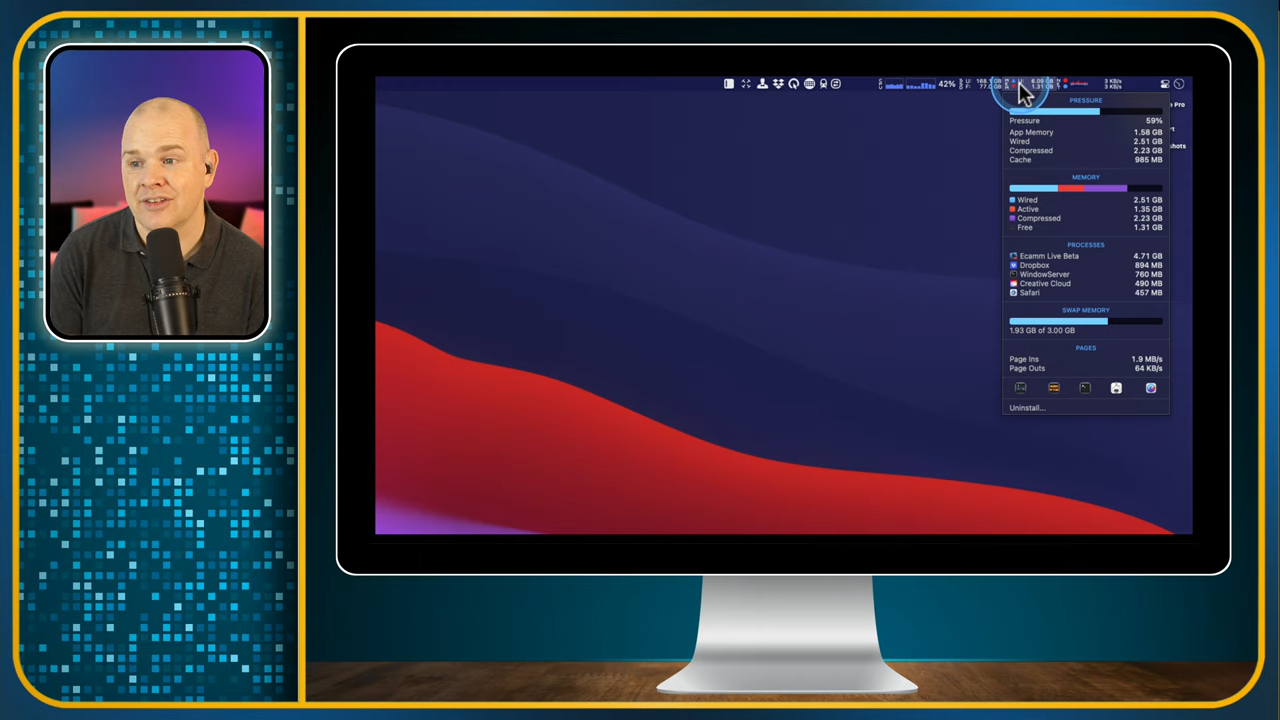 42%
3 KB/s
3 KB/s
PRESSURE
Pressure 59%
App Memory 1.58 GB
Wired 2.51 GB
Compressed 2.23 GB
Cache 985 MB
MEMORY
Wired 2.51 GB
Active 1.35 GB
Compressed 2.23 GB
Free 1.31 GB
PROCESSES
Ecamm Live Beta 4.71 GB
Dropbox 894 MB
WindowServer 760 MB
Creative Cloud 490 MB
Safari 457 MB
SWAP MEMORY
1.93 GB of 3.00 GB
PAGES
Page Ins 1.9 MB/s
Page Outs 64 KB/s
Uninstall...